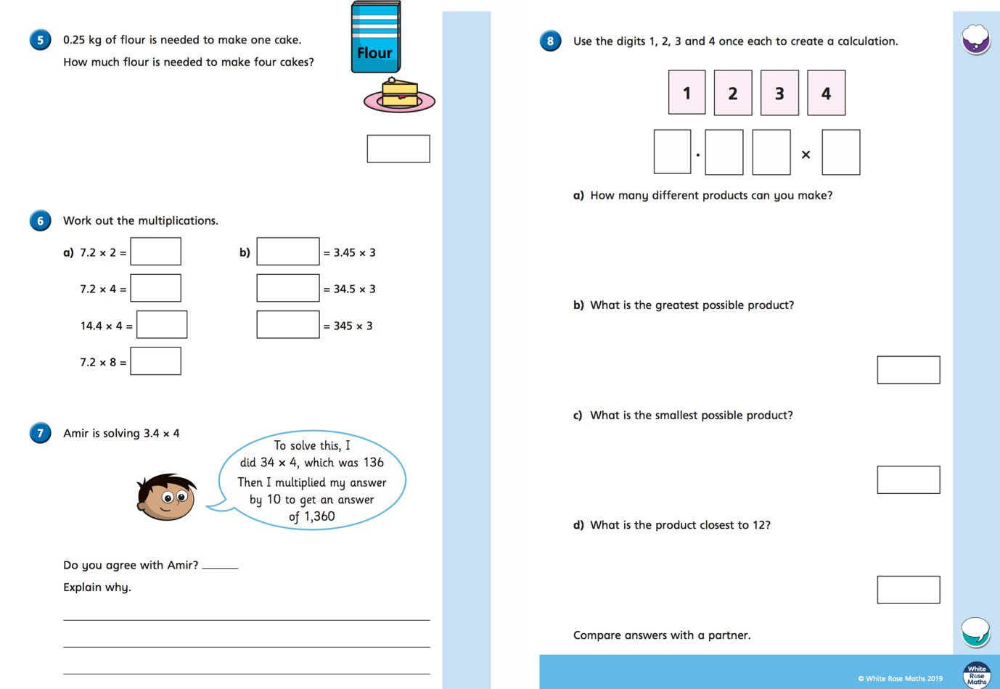 5
0.25 kg of flour is needed to make one cake.
How much flour is needed to make four cakes?
Flour
6
Work out the multiplications.
a) 7.2 × 2 =
7.2 × 4 =
14.4 × 4 =
7.2 × 8 =
b) = 3.45 × 3
= 34.5 × 3
= 345 × 3
7
Amir is solving 3.4 × 4
To solve this, I
did 34 × 4, which was 136
Then I multiplied my answer
by 10 to get an answer
of 1,360
Do you agree with Amir? ______
Explain why.
8
Use the digits 1, 2, 3 and 4 once each to create a calculation.
1 2 3 4
. ×
a) How many different products can you make?
b) What is the greatest possible product?
c) What is the smallest possible product?
d) What is the product closest to 12?
Compare answers with a partner.
© White Rose Maths 2019
White
Rose
Maths